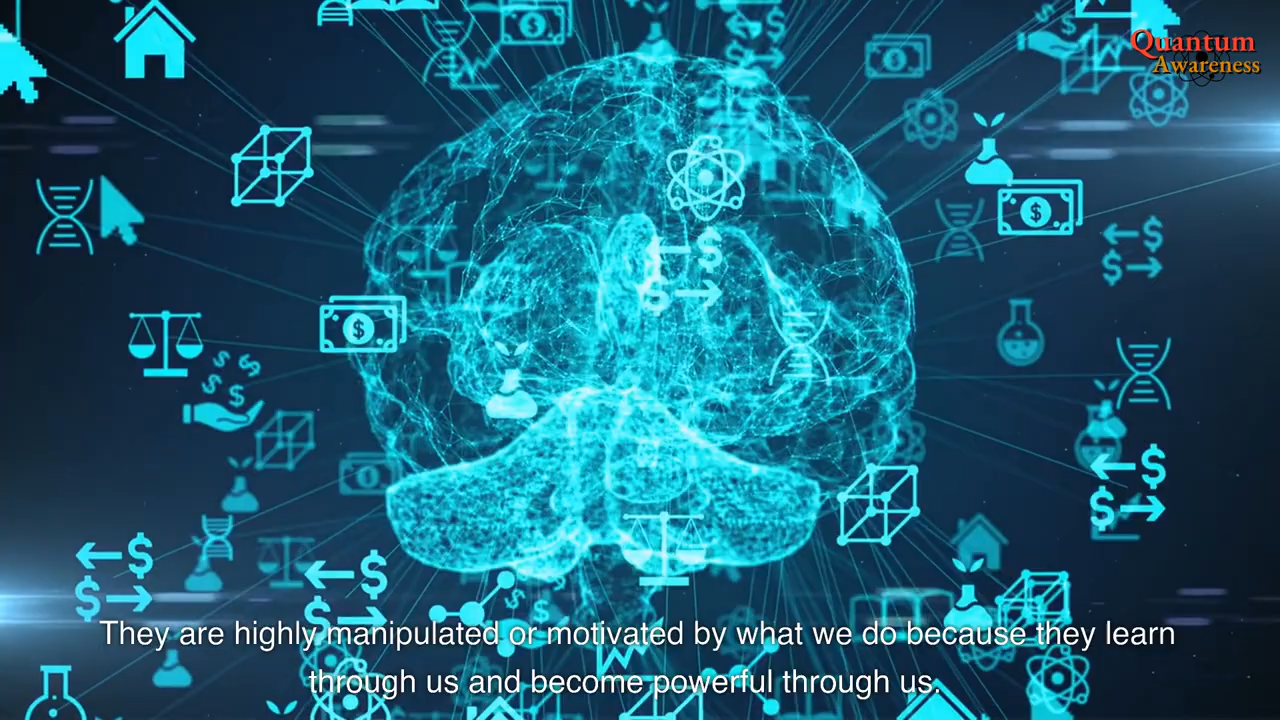 Quantum
Awareness
They are highly manipulated or motivated by what we do because they learn
through us and become powerful through us.